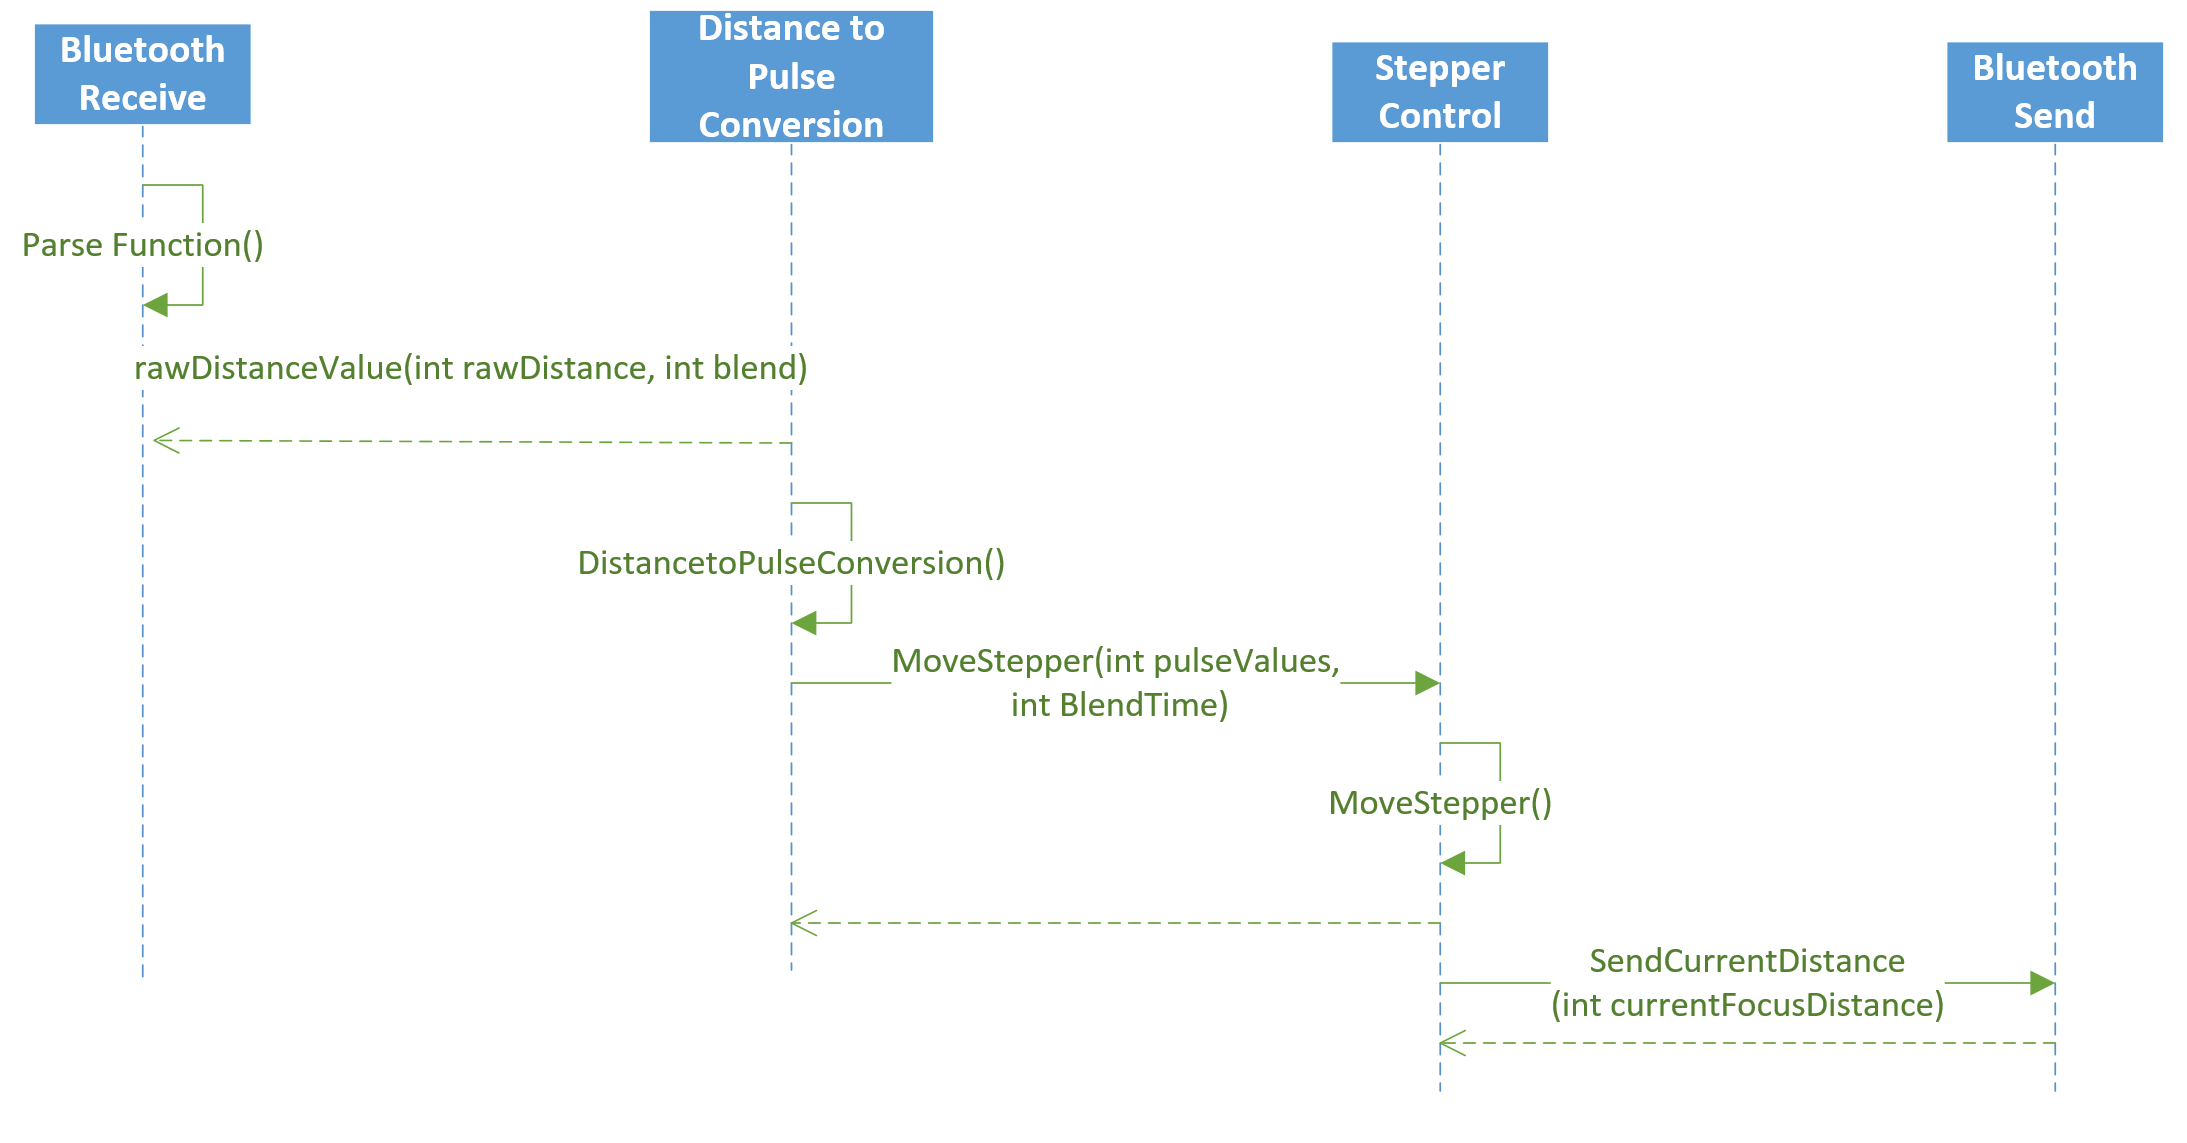 Bluetooth
Receive
Distance to
Pulse
Conversion
Stepper
Control
Bluetooth
Send
Parse Function()
rawDistanceValue(int rawDistance, int blend)
DistancetoPulseConversion()
MoveStepper(int pulseValues,
int BlendTime)
MoveStepper()
SendCurrentDistance
(int currentFocusDistance)